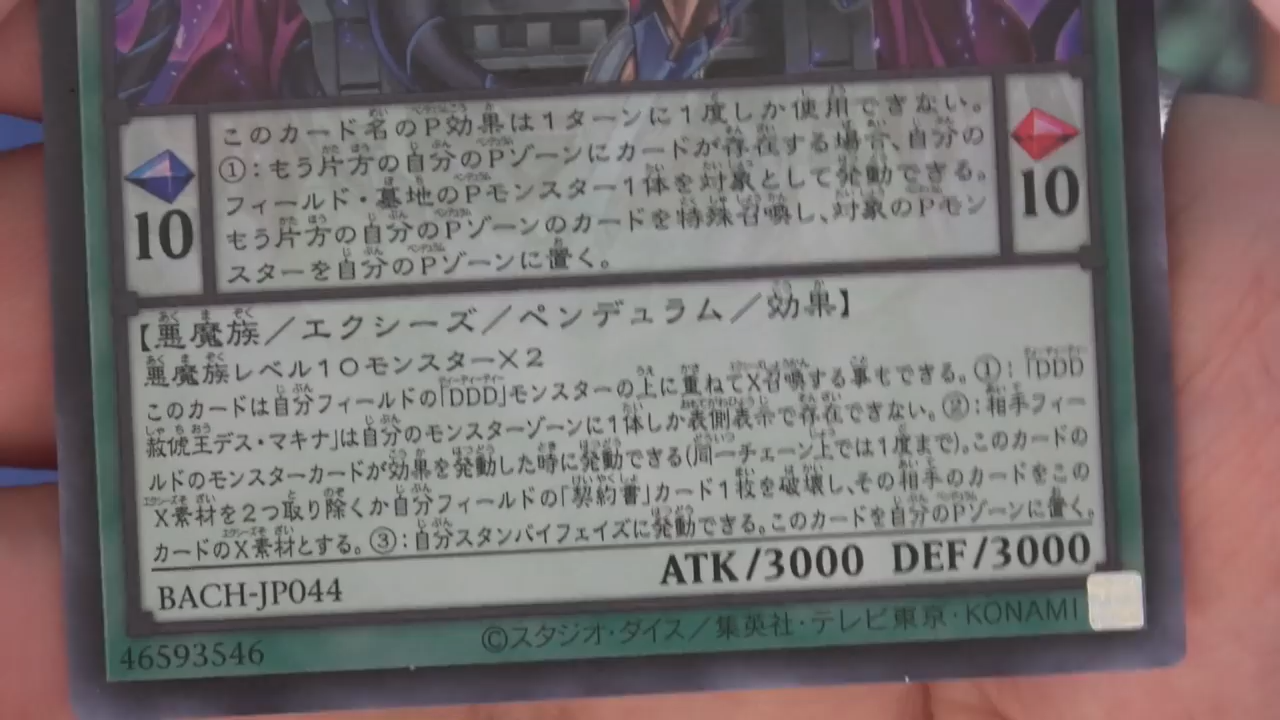 このカード名のP効果は1ターンに1度しか使用できない。
①:もう片方の自分のPゾーンにカードが存在する場合、自分の
フィールド・墓地のPモンスター1体を対象として発動できる。
もう片方の自分のPゾーンのカードを特殊召喚し、対象のPモン
スターを自分のPゾーンに置く。
10
10
【悪魔族/エクシーズ/ペンデュラム/効果】
悪魔族レベル10モンスター×2
このカードは自分フィールドの「DDD」モンスターの上に重ねてX召喚する事もできる。①:「DDD
赦俿王デス・マキナ」は自分のモンスターゾーンに1体しか表側表示で存在できない。②:相手フィー
ルドのモンスターカードが効果を発動した時に発動できる(同一チェーン上では1度まで)。このカードの
X素材を2つ取り除くか自分フィールドの「契約書」カード1枚を破壊し、その相手のカードをこの
カードのX素材とする。③:自分スタンバイフェイズに発動できる。このカードを自分のPゾーンに置く。
ATK/3000 DEF/3000
BACH-JP044
©スタジオ・ダイス/集英社・テレビ東京・KONAMI
46593546